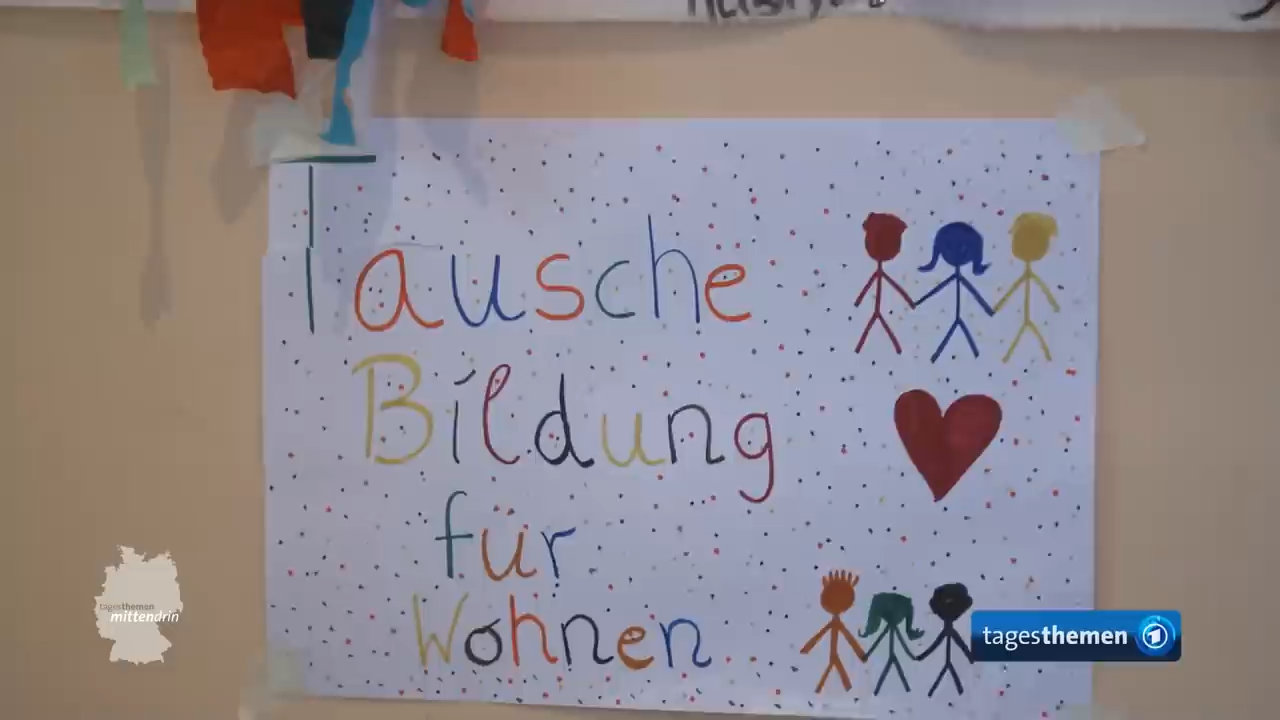 Tausche
Bildung
für
Wohnen
tagesthemen
mittendrin
tagesthemen